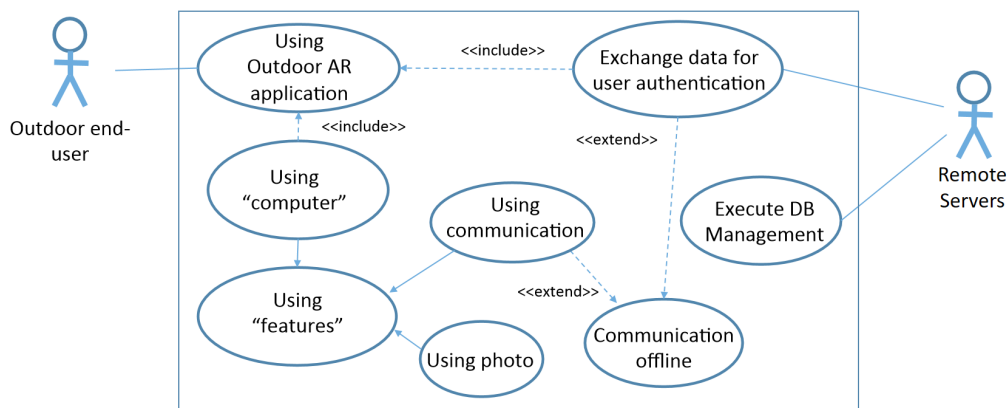 Using
Outdoor AR
application
<<include>>
Exchange data for
user authentication
Outdoor end-
user
<<include>>
<<extend>>
Remote
Servers
Using
“computer”
Using
communication
Execute DB
Management
<<extend>>
Using
“features”
Communication
offline
Using photo